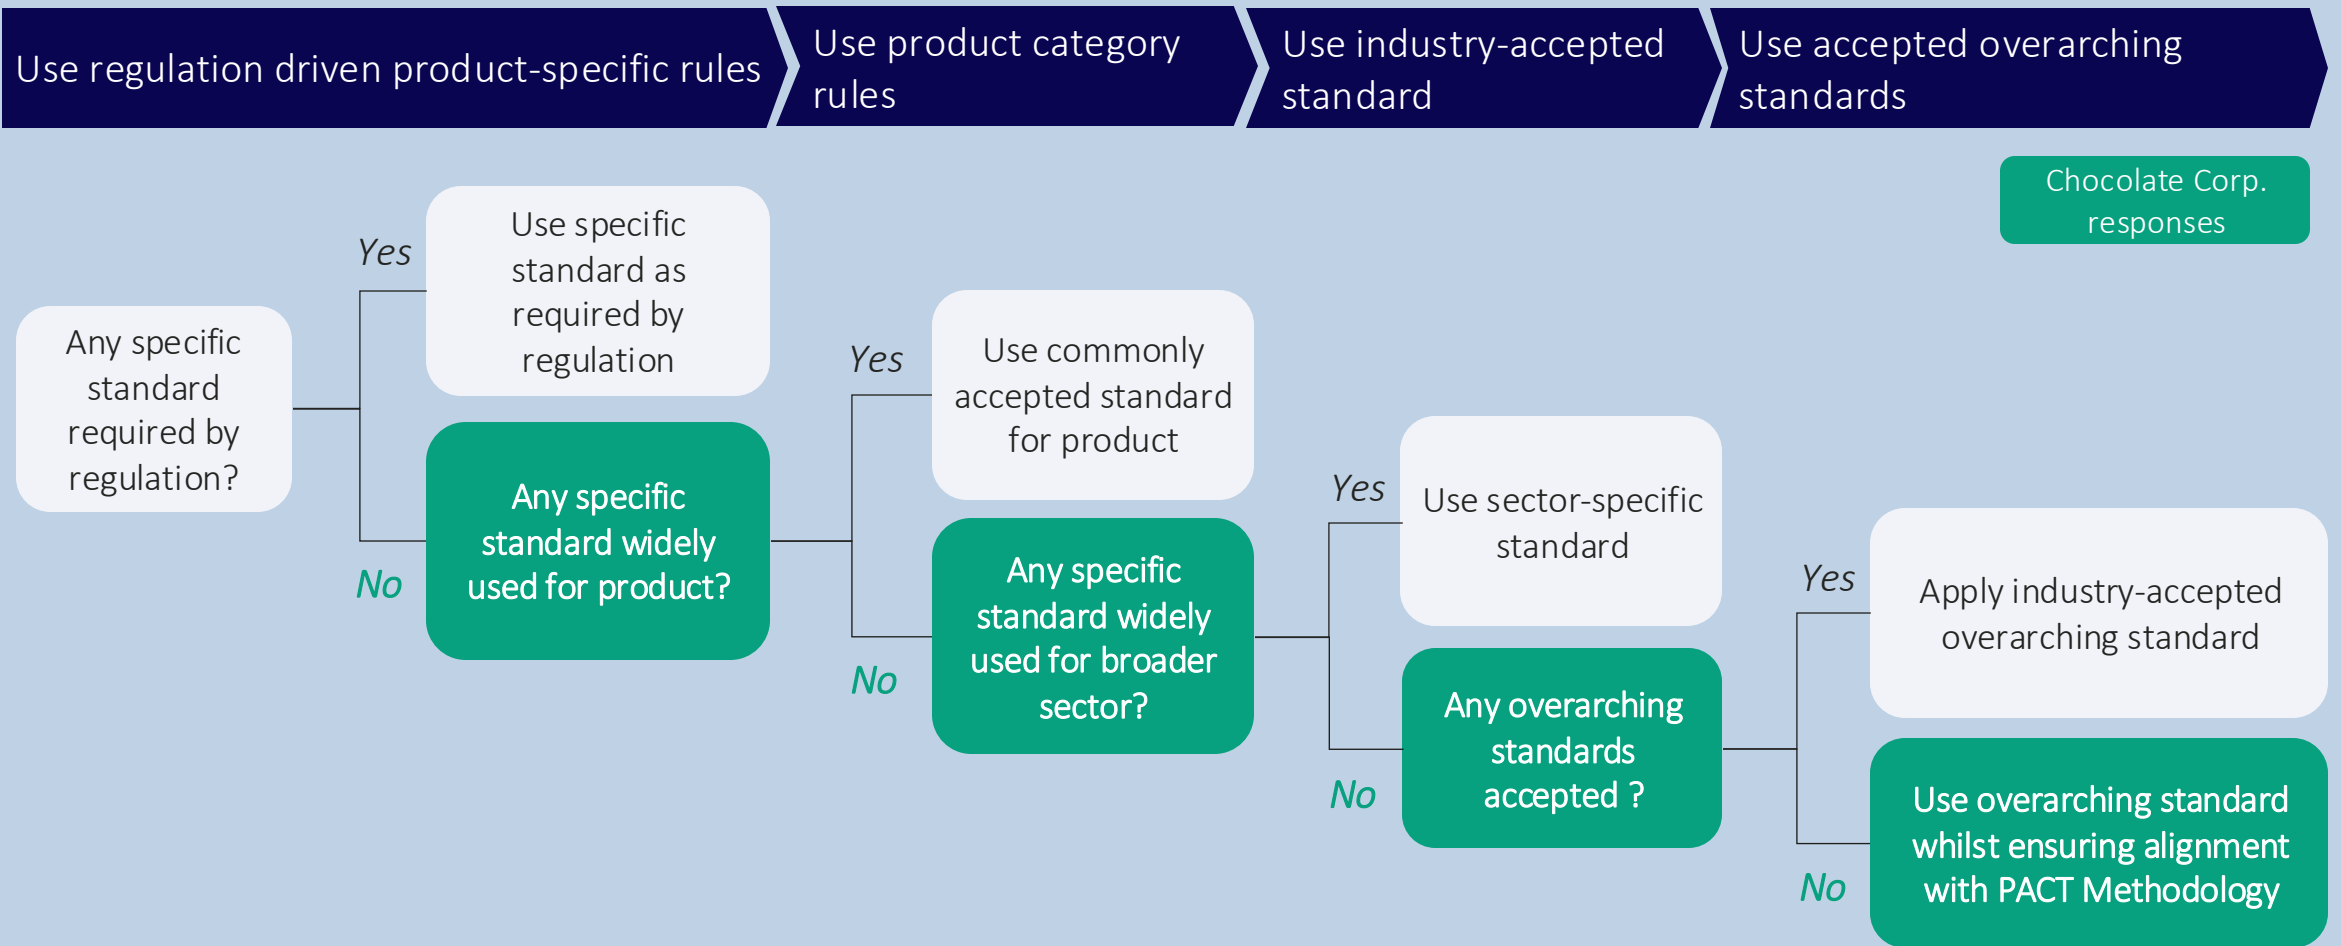 Use regulation driven product-specific rules
Use product category
rules
Use industry-accepted
standard
Use accepted overarching
standards
Chocolate Corp.
responses
Any specific
standard
required by
regulation?
Yes
Use specific
standard as
required by
regulation
No
Any specific
standard widely
used for product?
Yes
Use commonly
accepted standard
for product
No
Any specific
standard widely
used for broader
sector?
Yes
Use sector-specific
standard
No
Any overarching
standards
accepted ?
Yes
Apply industry-accepted
overarching standard
No
Use overarching standard
whilst ensuring alignment
with PACT Methodology